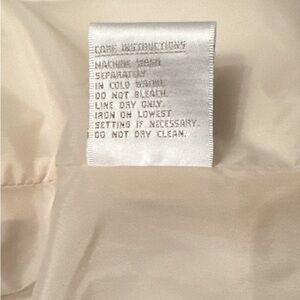 CARE INSTRUCTIONS
MACHINE WASH
SEPARATELY
IN COLD WATER.
DO NOT BLEACH.
LINE DRY ONLY.
IRON ON LOWEST
SETTING IF NECESSARY.
DO NOT DRY CLEAN.